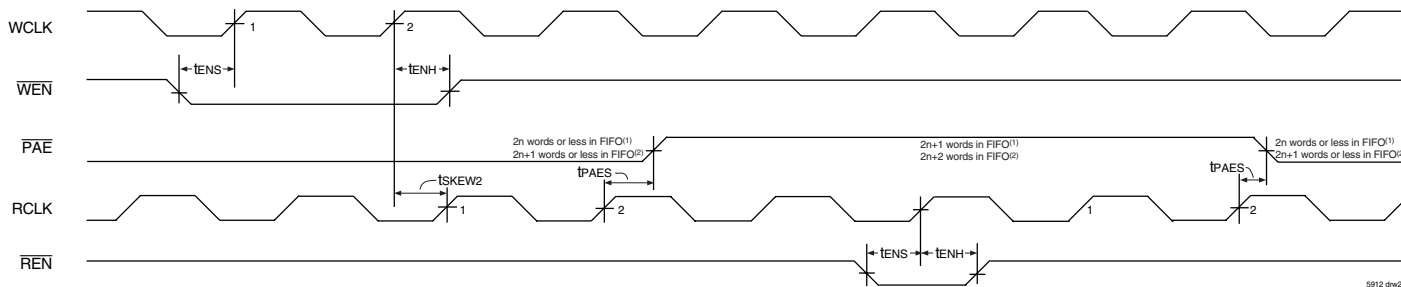 WCLK
1
2
tENS
tENH
WEN
2n words or less in FIFO(1)
2n+1 words or less in FIFO(2)
2n+1 words in FIFO(1)
2n+2 words in FIFO(2)
2n words or less in FIFO(1)
2n+1 words or less in FIFO(2
PAE
tSKEW2
tPAES
tPAES
RCLK
1
2
1
2
tENS
tENH
REN
5912 drw2